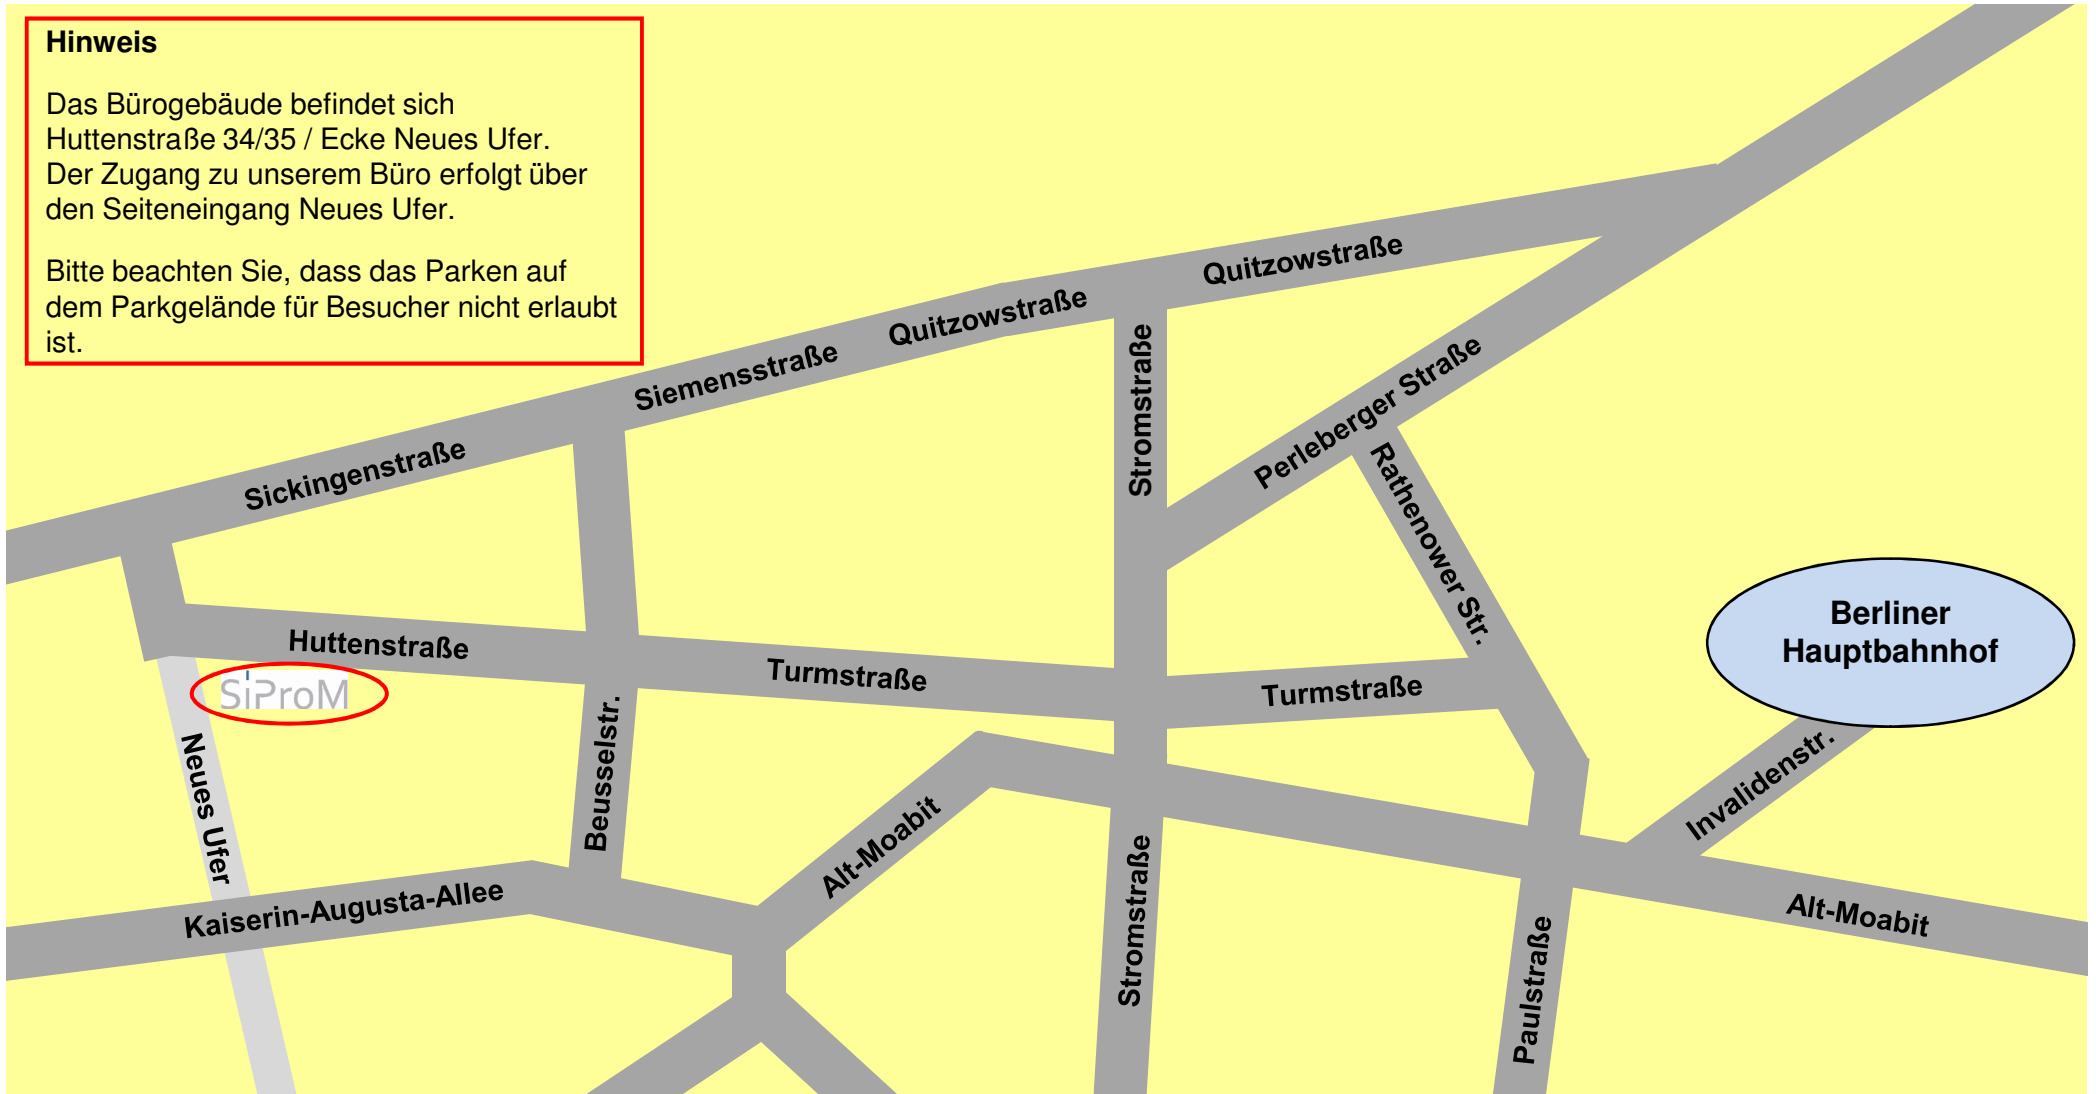 Hinweis
Das Bürogebäude befindet sich
Huttenstraße 34/35 / Ecke Neues Ufer.
Der Zugang zu unserem Büro erfolgt über
den Seiteneingang Neues Ufer.
Bitte beachten Sie, dass das Parken auf
dem Parkgelände für Besucher nicht erlaubt
ist.
Quitzowstraße
Quitzowstraße
Siemensstraße
Sickingenstraße
Stromstraße
Perleberger Straße
Rathenower Str.
Berliner
Hauptbahnhof
Huttenstraße
Turmstraße
Turmstraße
SiProM
Beusselstr.
Neues Ufer
Alt-Moabit
Invalidenstr.
Kaiserin-Augusta-Allee
Stromstraße
Alt-Moabit
Paulstraße